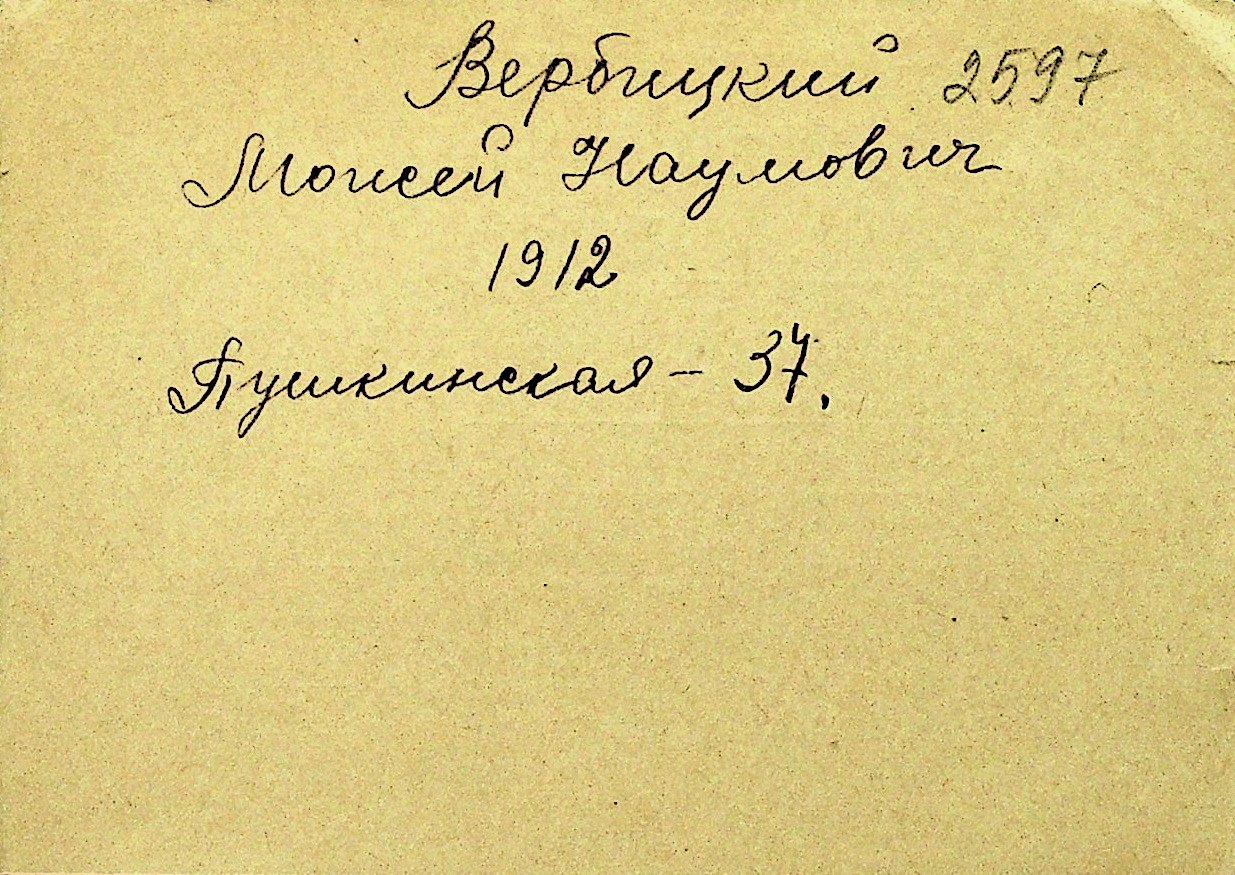 Вербицкий 2597
Моисей Наумович
1912
Пушкинская - 37.